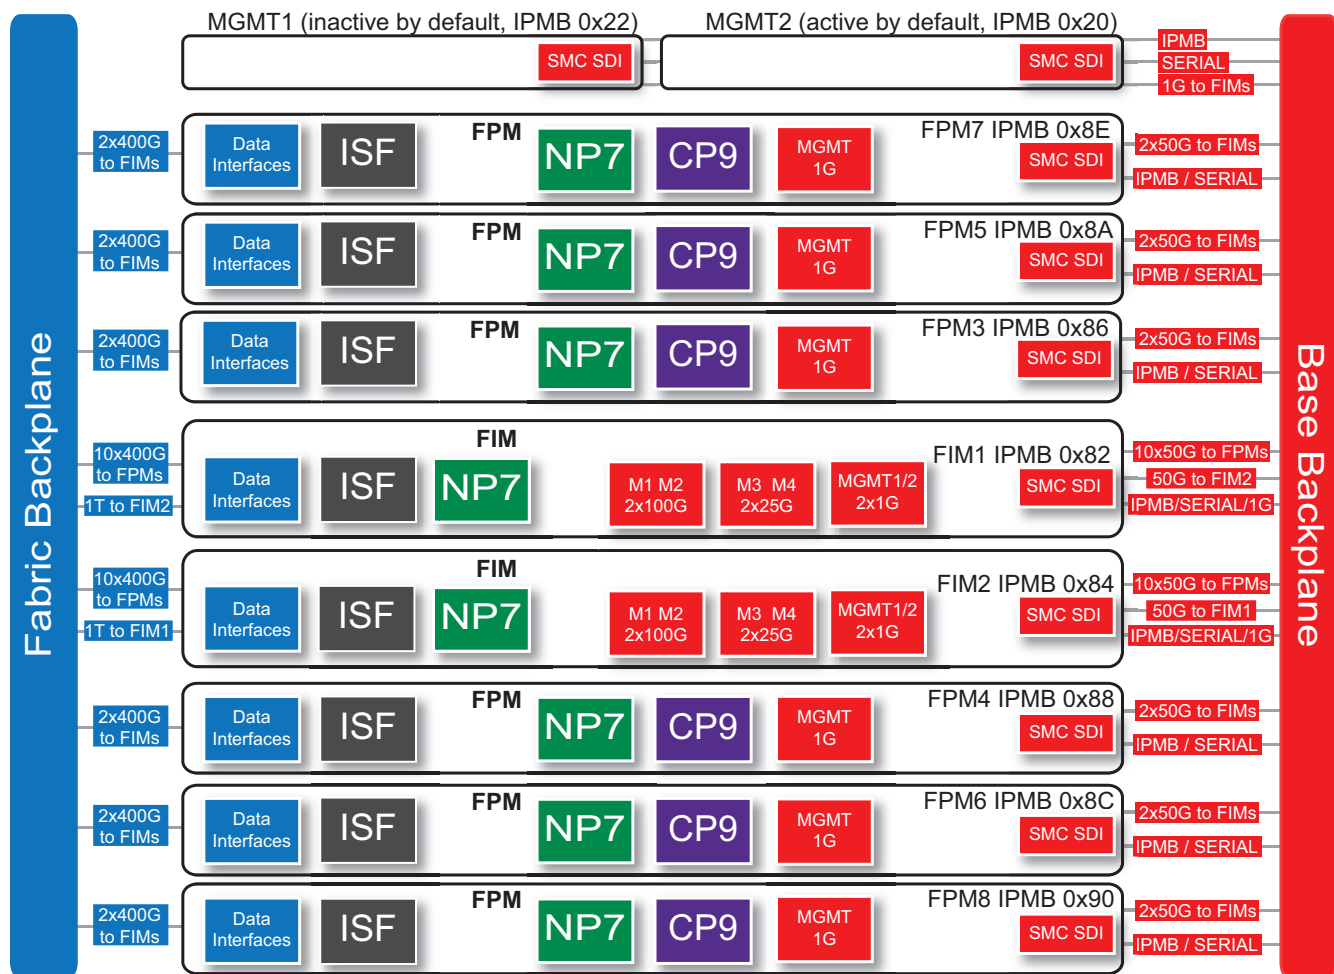 MGMT1 (inactive by default, IPMB 0x22)
MGMT2 (active by default, IPMB 0x20)
SMC SDI
SMC SDI
IPMB
SERIAL
1G to FIMs
Fabric Backplane
Base Backplane
2x400G
to FIMs
Data
Interfaces
ISF
FPM
NP7
CP9
MGMT
1G
FPM7 IPMB 0x8E
SMC SDI
2x50G to FIMs
IPMB / SERIAL
2x400G
to FIMs
Data
Interfaces
ISF
FPM
NP7
CP9
MGMT
1G
FPM5 IPMB 0x8A
SMC SDI
2x50G to FIMs
IPMB / SERIAL
2x400G
to FIMs
Data
Interfaces
ISF
FPM
NP7
CP9
MGMT
1G
FPM3 IPMB 0x86
SMC SDI
2x50G to FIMs
IPMB / SERIAL
10x400G
to FPMs
1T to FIM2
Data
Interfaces
ISF
FIM
NP7
M1 M2
2x100G
M3 M4
2x25G
MGMT1/2
2x1G
FIM1 IPMB 0x82
SMC SDI
10x50G to FPMs
50G to FIM2
IPMB/SERIAL/1G
10x400G
to FPMs
1T to FIM1
Data
Interfaces
ISF
FIM
NP7
M1 M2
2x100G
M3 M4
2x25G
MGMT1/2
2x1G
FIM2 IPMB 0x84
SMC SDI
10x50G to FPMs
50G to FIM1
IPMB/SERIAL/1G
2x400G
to FIMs
Data
Interfaces
ISF
FPM
NP7
CP9
MGMT
1G
FPM4 IPMB 0x88
SMC SDI
2x50G to FIMs
IPMB / SERIAL
2x400G
to FIMs
Data
Interfaces
ISF
FPM
NP7
CP9
MGMT
1G
FPM6 IPMB 0x8C
SMC SDI
2x50G to FIMs
IPMB / SERIAL
2x400G
to FIMs
Data
Interfaces
ISF
FPM
NP7
CP9
MGMT
1G
FPM8 IPMB 0x90
SMC SDI
2x50G to FIMs
IPMB / SERIAL